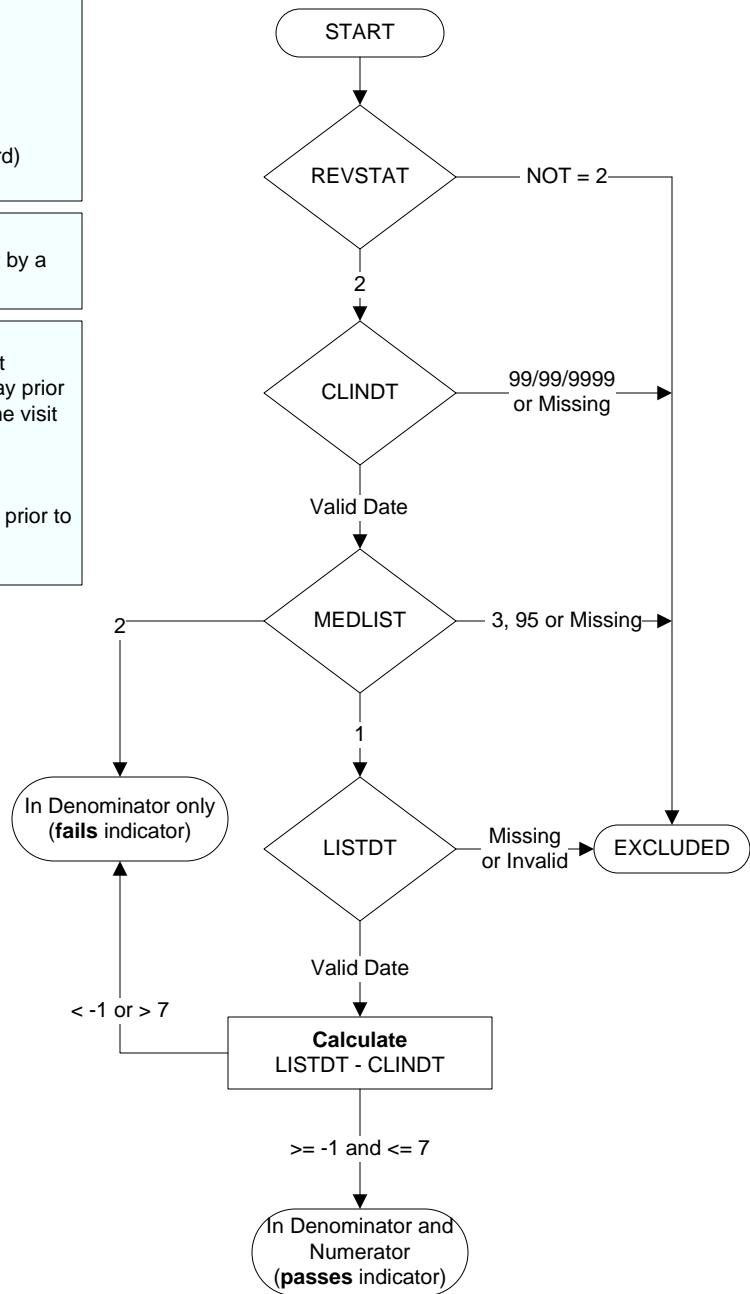 START
rd)
REVSTAT
NOT = 2
by a
2
t
ay prior
ne visit
prior to
CLINDT
99/99/9999
or Missing
Valid Date
MEDLIST
3, 95 or Missing
2
1
In Denominator only
(fails indicator)
LISTDT
Missing
or Invalid
EXCLUDED
Valid Date
< -1 or > 7
Calculate
LISTDT - CLINDT
>= -1 and <= 7
In Denominator and
Numerator
(passes indicator)